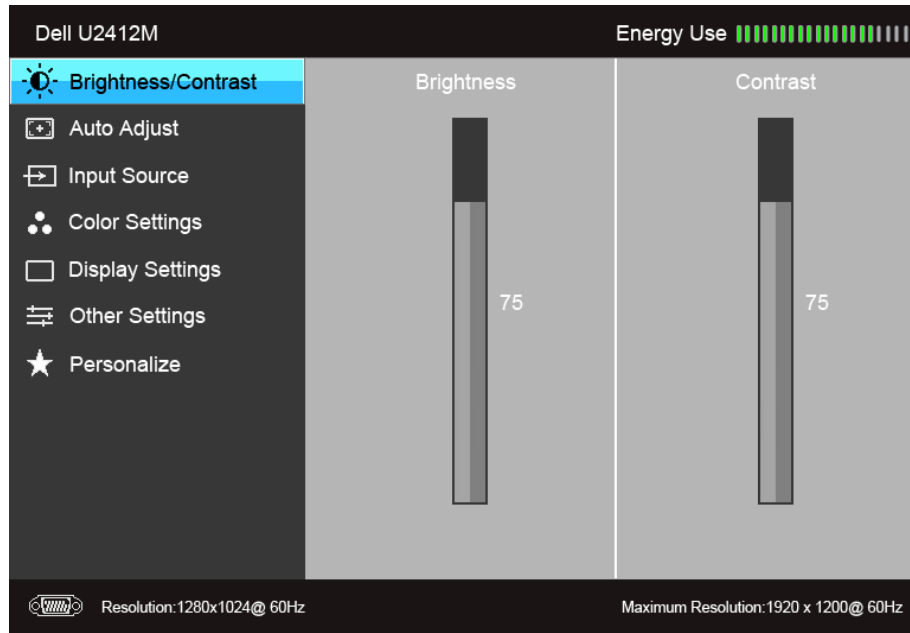 Dell U2412M
Energy Use
Brightness/Contrast
Auto Adjust
Input Source
Color Settings
Display Settings
Other Settings
Personalize
Brightness
75
Contrast
75
Resolution:1280x1024@ 60Hz
Maximum Resolution:1920 x 1200@ 60Hz